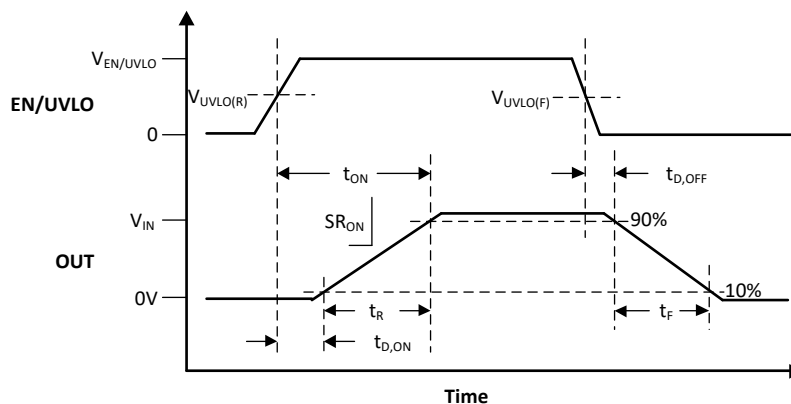 V_EN/UVLO
EN/UVLO
V_UVLO(R)
V_UVLO(F)
0
t_ON
t_D,OFF
V_IN
SR_ON
90%
OUT
0V
10%
t_R
t_F
t_D,ON
Time